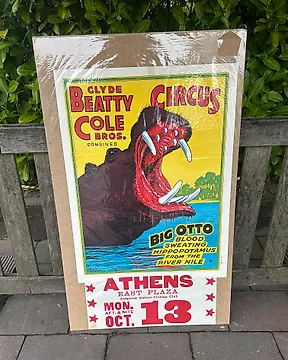 CLYDE
BEATTY CIRCUS
COLE
BROS.
COMBINED
BIG OTTO
BLOOD
SWEATING
HIPPOPOTAMUS
FROM THE
RIVER NILE
ATHENS
EAST PLAZA
MON. OCT. 13
AFT. & NITE